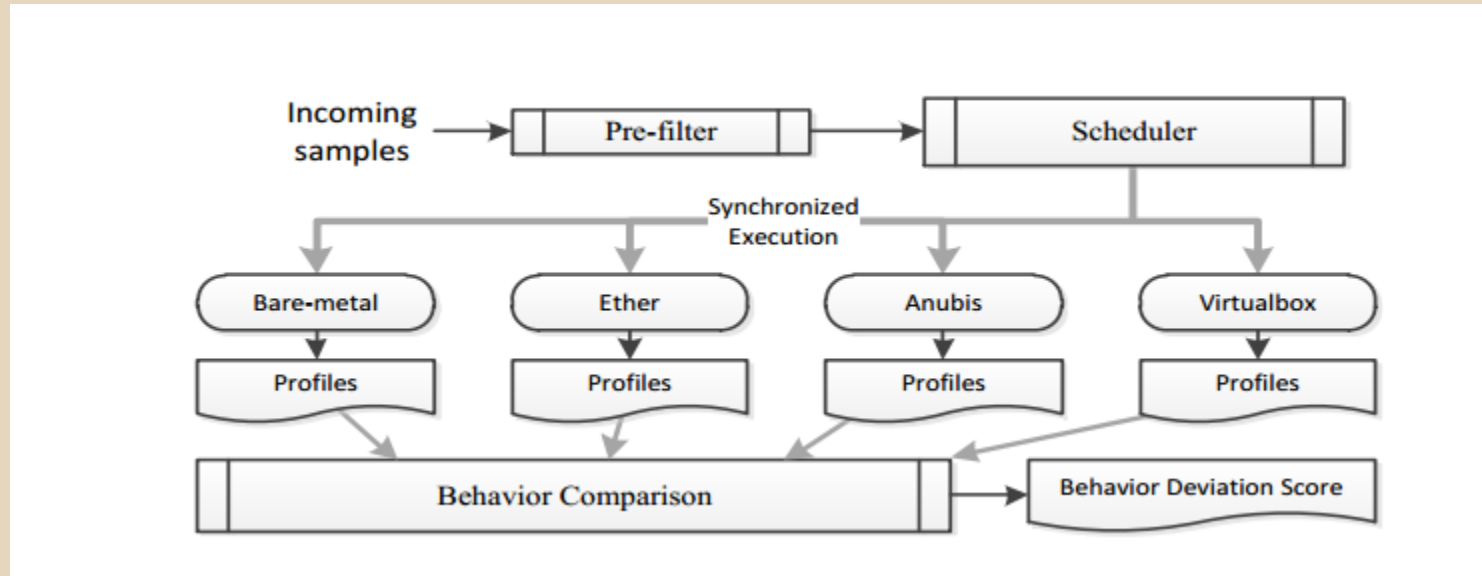 Incoming
samples
Pre-filter
Scheduler
Synchronized
Execution
Bare-metal
Ether
Anubis
Virtualbox
Profiles
Profiles
Profiles
Profiles
Behavior Comparison
Behavior Deviation Score